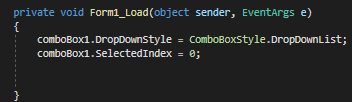 private void Form1_Load(object sender, EventArgs e)
{
comboBox1.DropDownStyle = ComboBoxStyle.DropDownList;
comboBox1.SelectedIndex = 0;
}